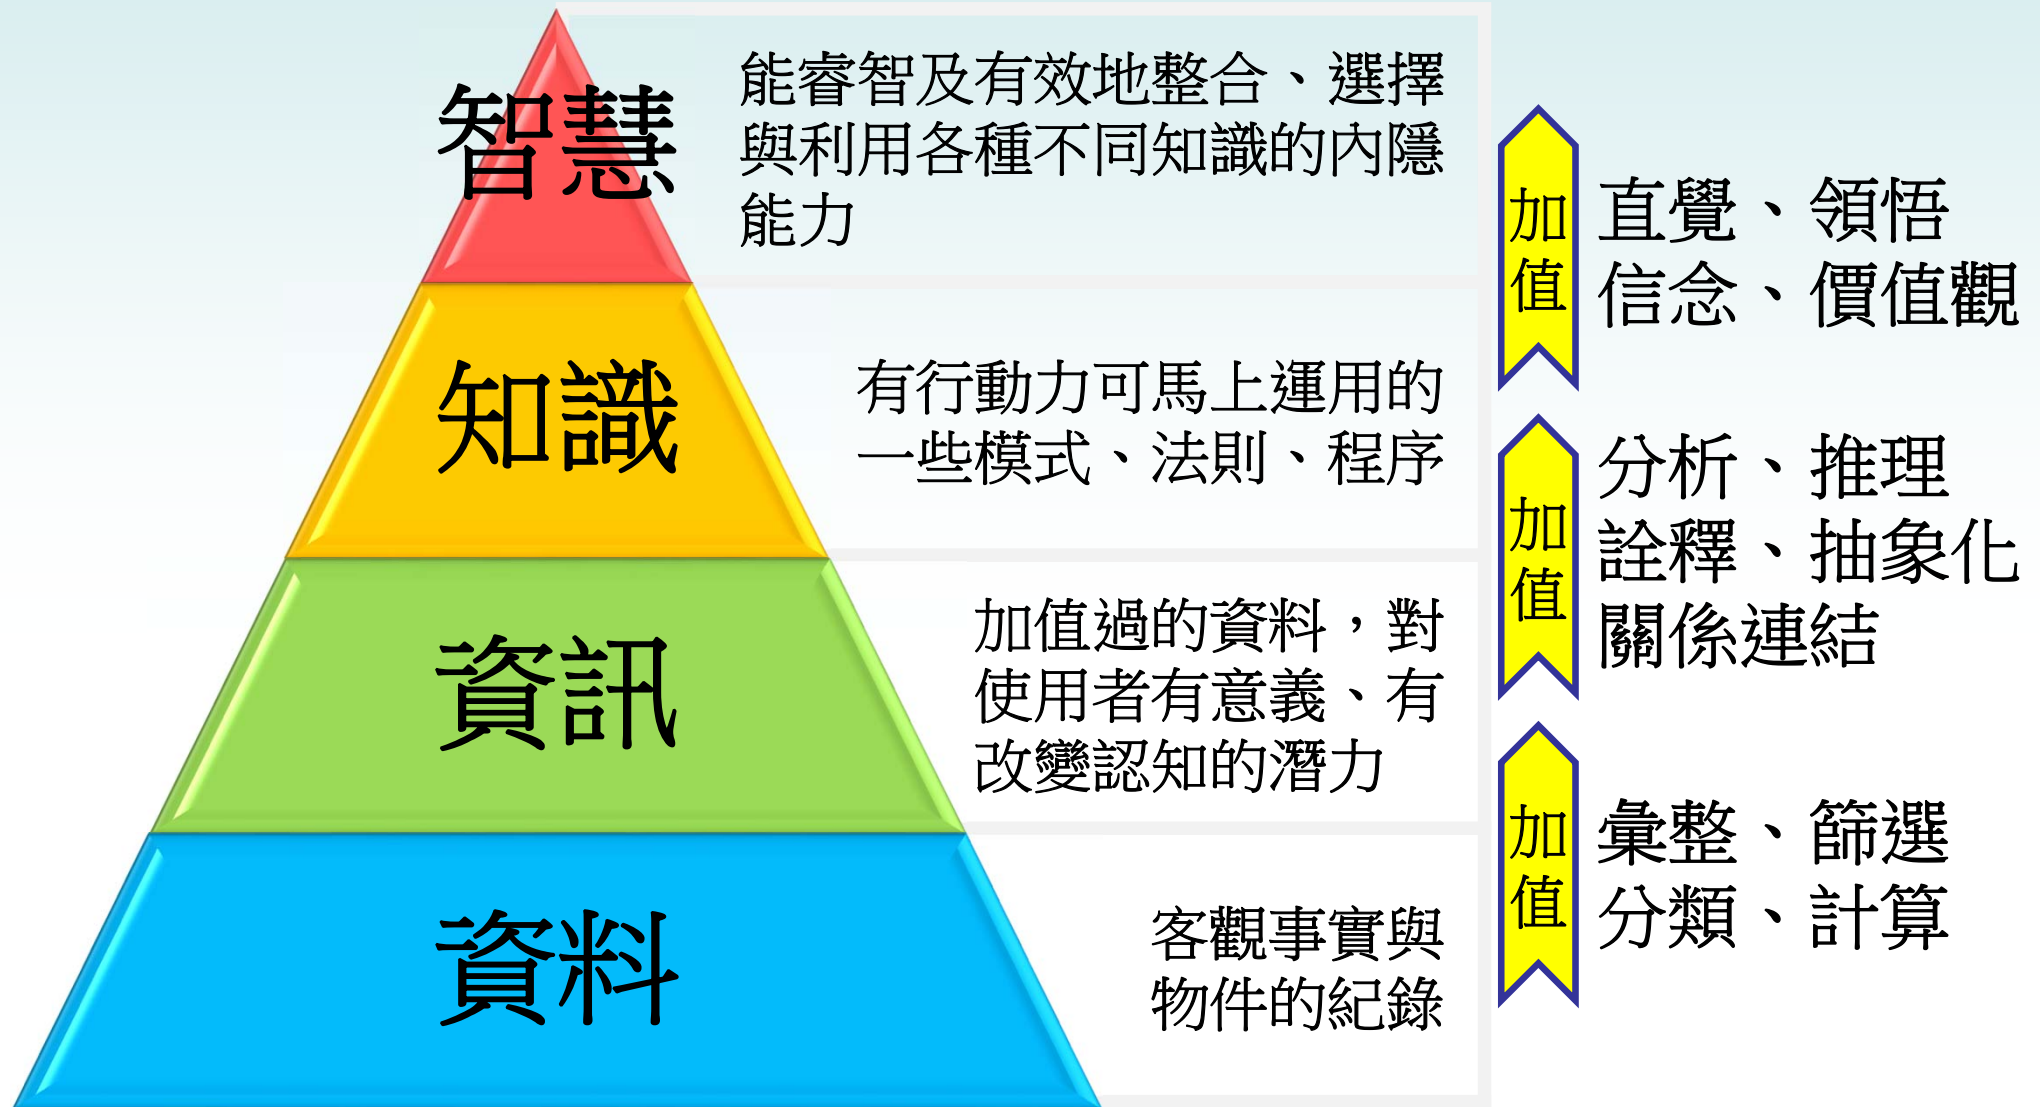 智慧
能睿智及有效地整合、選擇
與利用各種不同知識的內隱
能力
加值
直覺、領悟
信念、價值觀
知識
有行動力可馬上運用的
一些模式、法則、程序
加值
分析、推理
詮釋、抽象化
關係連結
資訊
加值過的資料，對
使用者有意義、有
改變認知的潛力
加值
彙整、篩選
分類、計算
資料
客觀事實與
物件的紀錄